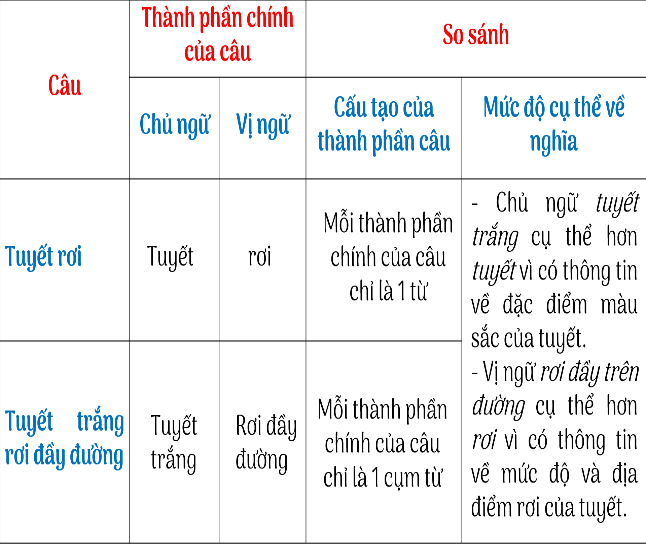 Câu
Thành phần chính
của câu
So sánh
Chủ ngữ
Vị ngữ
Cấu tạo của
thành phần câu
Mức độ cụ thể về
nghĩa
Tuyết rơi
Tuyết
rơi
Mỗi thành phần
chính của câu
chỉ là 1 từ
- Chủ ngữ tuyết
trắng cụ thể hơn
tuyết vì có thông tin
về đặc điểm màu
sắc của tuyết.
- Vị ngữ rơi đầy trên
đường cụ thể hơn
rơi vì có thông tin
về mức độ và địa
điểm rơi của tuyết.
Tuyết trắng
rơi đầy đường
Tuyết
trắng
Rơi đầy
đường
Mỗi thành phần
chính của câu
chỉ là 1 cụm từ